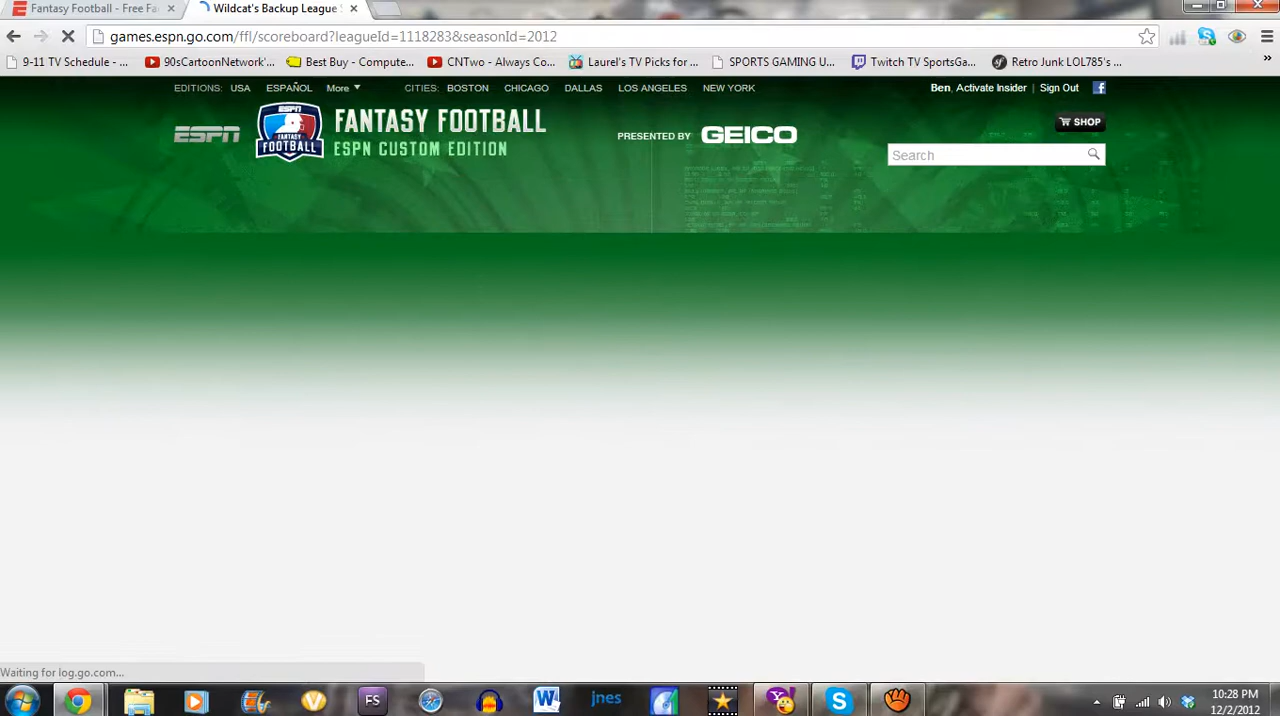 Fantasy Football - Free Fa
Wildcat's Backup League S
games.espn.go.com/ffl/scoreboard?leagueId=1118283&seasonId=2012
9-11 TV Schedule - ...
90sCartoonNetwork'...
Best Buy - Compute...
CNTwo - Always Co...
Laurel's TV Picks for ...
SPORTS GAMING U...
Twitch TV SportsGa...
Retro Junk LOL785's ...
EDITIONS: USA ESPAÑOL More CITIES: BOSTON CHICAGO DALLAS LOS ANGELES NEW YORK
Ben, Activate Insider | Sign Out
ESPN
ESPN
FANTASY
FOOTBALL
FANTASY FOOTBALL
ESPN CUSTOM EDITION
PRESENTED BY GEICO
SHOP
Search
Waiting for log.go.com...
FS
W
jnes
10:28 PM
12/2/2012